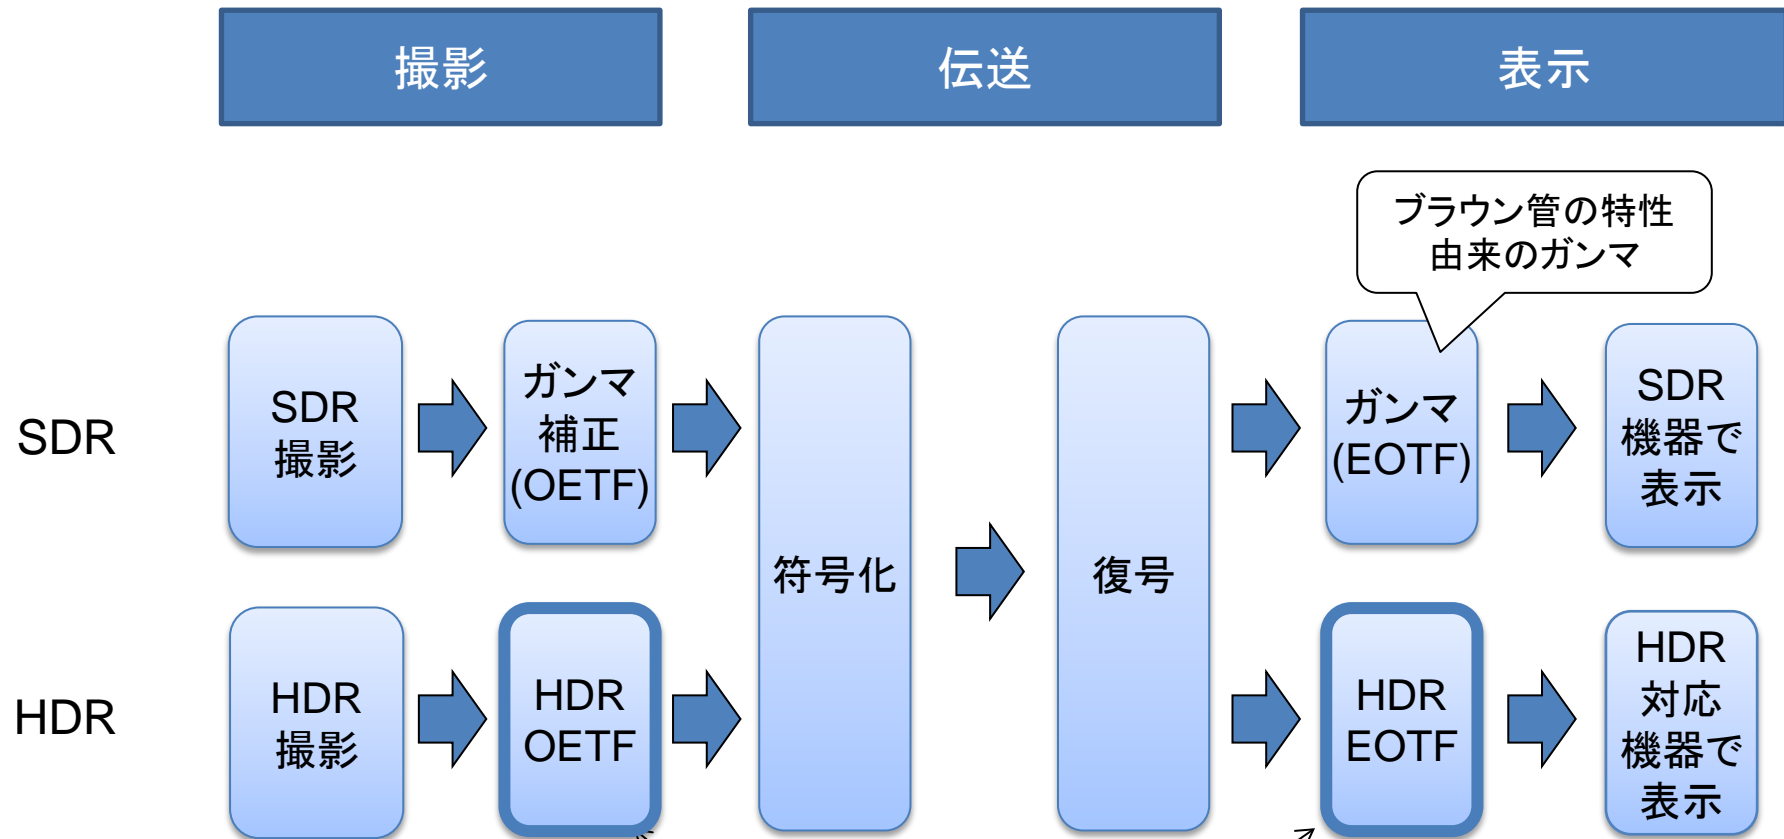 撮影
伝送
表示
ブラウン管の特性
由来のガンマ
SDR
SDR
撮影
ガンマ
補正
(OETF)
符号化
復号
ガンマ
(EOTF)
SDR
機器で
表示
HDR
HDR
撮影
HDR
OETF
HDR
EOTF
HDR
対応
機器で
表示